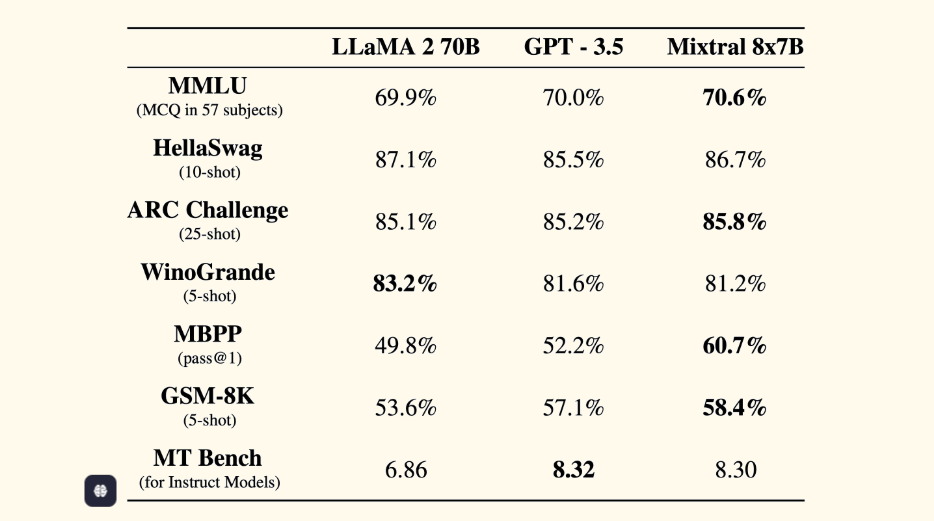 LLaMA 2 70B GPT - 3.5 Mixtral 8x7B
MMLU
(MCQ in 57 subjects)
69.9% 70.0% 70.6%
HellaSwag
(10-shot)
87.1% 85.5% 86.7%
ARC Challenge
(25-shot)
85.1% 85.2% 85.8%
WinoGrande
(5-shot)
83.2% 81.6% 81.2%
MBPP
(pass@1)
49.8% 52.2% 60.7%
GSM-8K
(5-shot)
53.6% 57.1% 58.4%
MT Bench
(for Instruct Models)
6.86 8.32 8.30